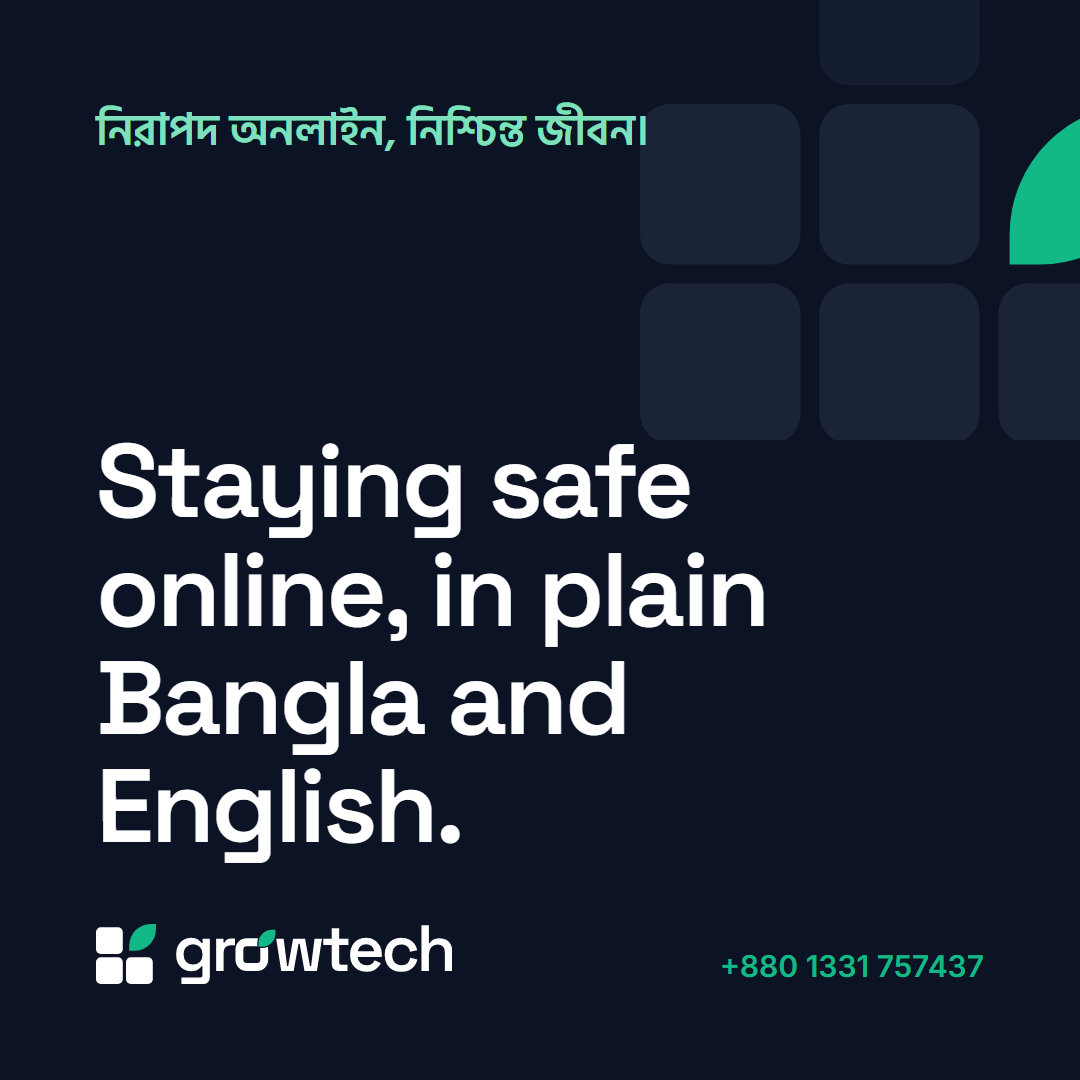 নিরাপদ অনলাইন, নিশ্চিন্ত জীবন।
Staying safe
online, in plain
Bangla and
English.
growtech
+880 1331 757437